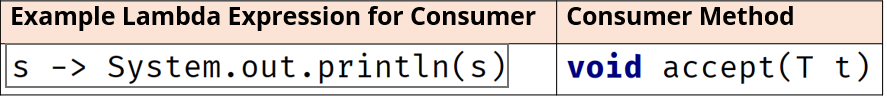 Example Lambda Expression for Consumer
Consumer Method
s -> System.out.println(s)
void accept(T t)